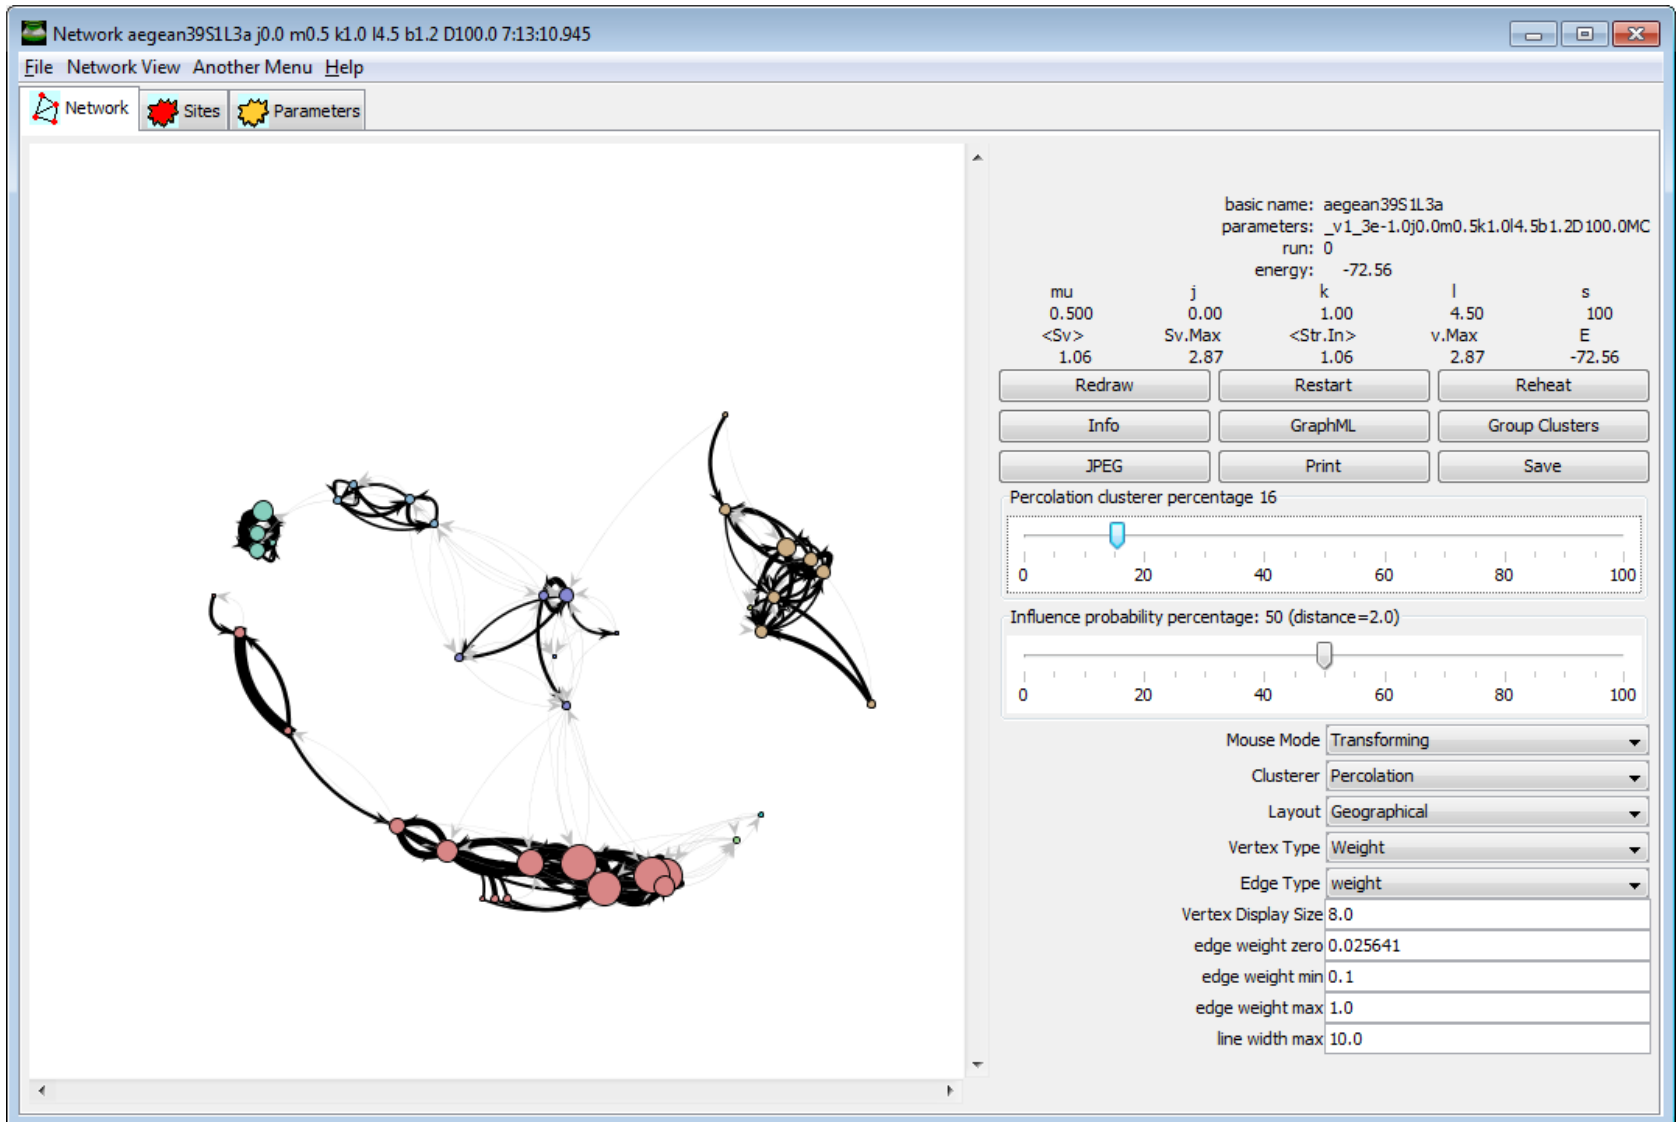 Network aegean39S1L3a j0.0 m0.5 k1.0 l4.5 b1.2 D100.0 7:13:10.945
File Network View Another Menu Help
Network Sites Parameters
basic name: aegean39S1L3a
parameters: _v1_3e-1.0j0.0m0.5k1.0l4.5b1.2D100.0MC
run: 0
energy: -72.56
mu j k l s
0.500 0.00 1.00 4.50 100
<Sv> Sv.Max <Str.In> v.Max E
1.06 2.87 1.06 2.87 -72.56
Redraw Restart Reheat
Info GraphML Group Clusters
JPEG Print Save
Percolation clusterer percentage 16
0 20 40 60 80 100
Influence probability percentage: 50 (distance=2.0)
0 20 40 60 80 100
Mouse Mode Transforming
Clusterer Percolation
Layout Geographical
Vertex Type Weight
Edge Type weight
Vertex Display Size 8.0
edge weight zero 0.025641
edge weight min 0.1
edge weight max 1.0
line width max 10.0